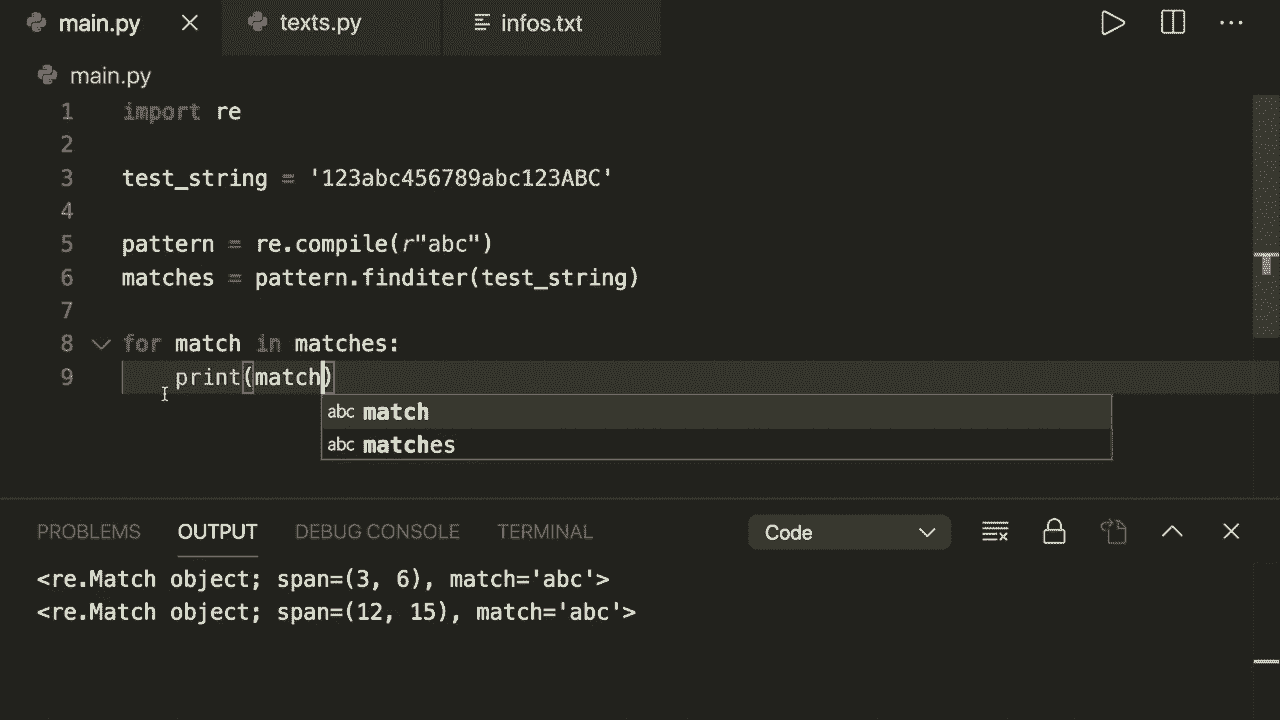 main.py texts.py infos.txt
main.py
1 import re
2
3 test_string = '123abc456789abc123ABC'
4
5 pattern = re.compile(r"abc")
6 matches = pattern.finditer(test_string)
7
8 for match in matches:
9 print(match)
abc match
abc matches
PROBLEMS OUTPUT DEBUG CONSOLE TERMINAL Code
<re.Match object; span=(3, 6), match='abc'>
<re.Match object; span=(12, 15), match='abc'>